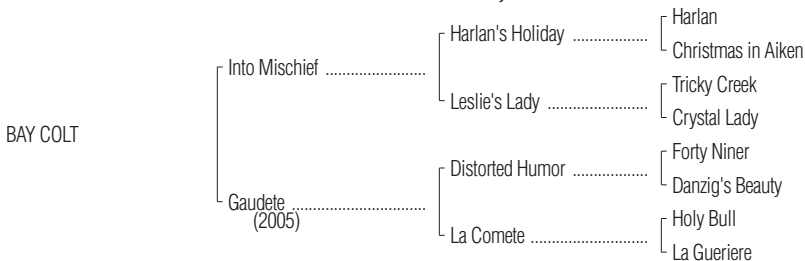 Harlan
Harlan's Holiday ..................
Christmas in Aiken
Into Mischief ........................
Tricky Creek
Leslie's Lady ........................
Crystal Lady
BAY COLT
Forty Niner
Distorted Humor ..................
Danzig's Beauty
Gaudete ................................
(2005)
Holy Bull
La Comete ............................
La Gueriere